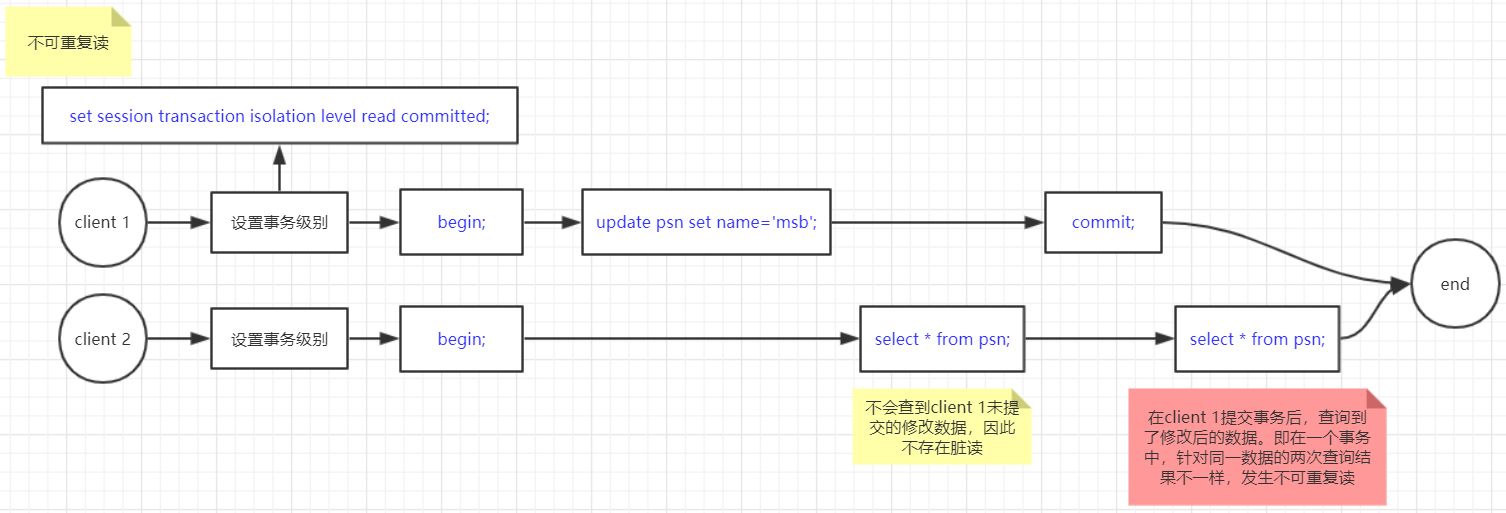 不可重复读
set session transaction isolation level read committed;
client 1
设置事务级别
begin;
update psn set name='msb';
commit;
end
client 2
设置事务级别
begin;
select * from psn;
select * from psn;
不会查到client 1未提
交的修改数据，因此
不存在脏读
在client 1提交事务后，查询到
了修改后的数据。即在一个事务
中，针对同一数据的两次查询结
果不一样，发生不可重复读